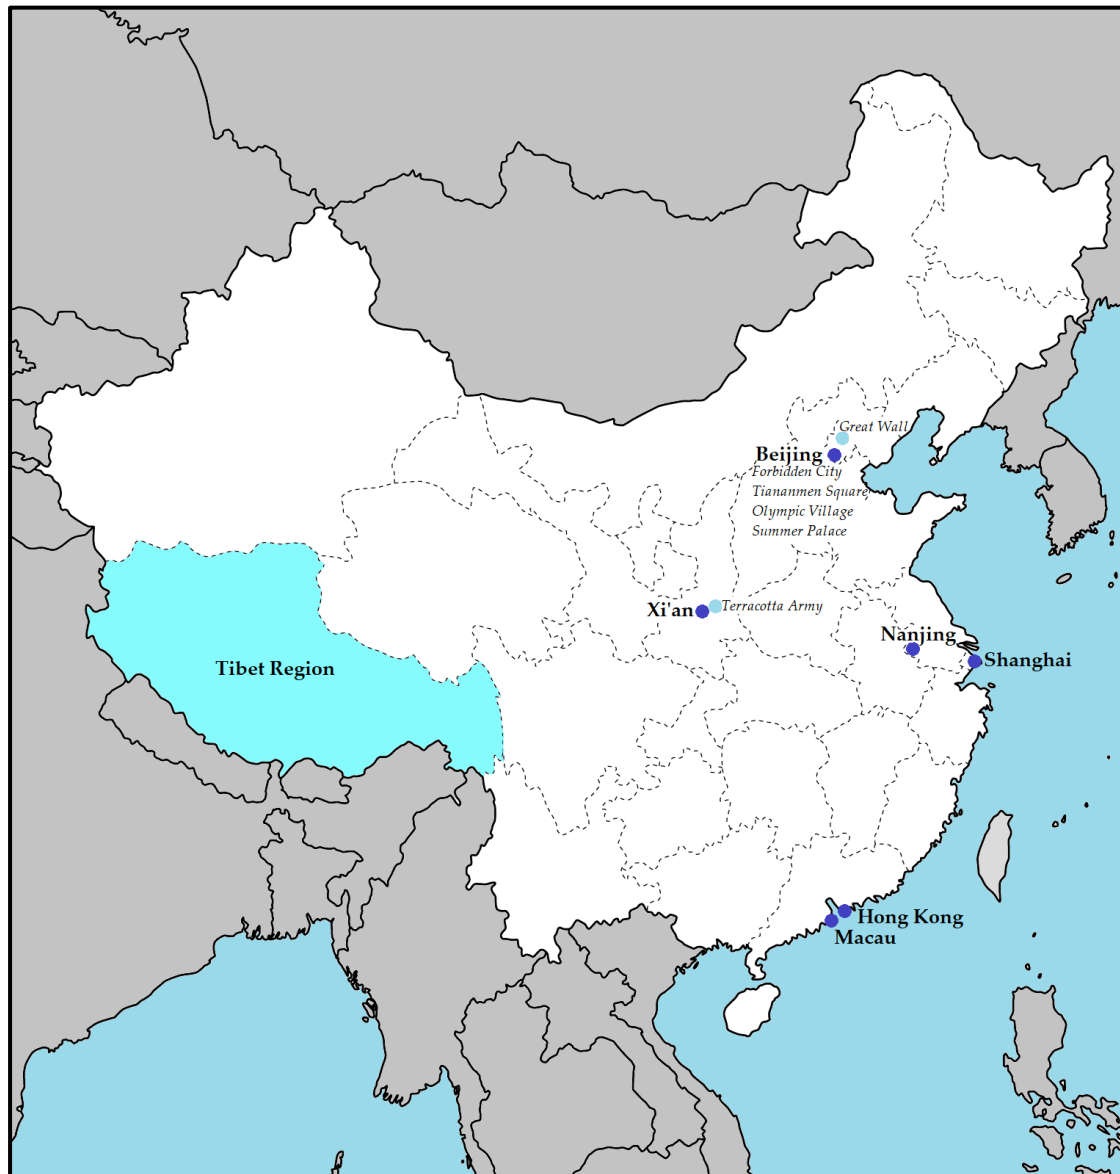 Great Wall
Beijing
Forbidden City
Tiananmen Square
Olympic Village
Summer Palace
Xi'an
Terracotta Army
Nanjing
Shanghai
Tibet Region
Hong Kong
Macau